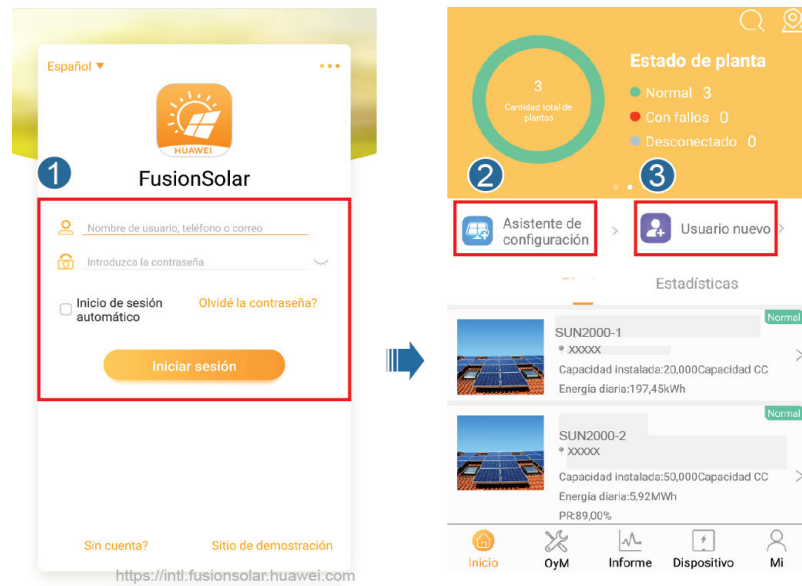 Español
HUAWEI
1
FusionSolar
Nombre de usuario, teléfono o correo
Introduzca la contraseña
Inicio de sesión
automático
Olvidé la contraseña?
Iniciar sesión
Sin cuenta?
Sitio de demostración
https://intl.fusionsolar.huawei.com
3
Cantidad total de
plantas
Estado de planta
Normal 3
Con fallos 0
Desconectado 0
2
3
Asistente de
configuración
Usuario nuevo
Estadísticas
SUN2000-1
Normal
XXXXX
Capacidad instalada:20,000Capacidad CC
Energía diaria:197,45kWh
Normal
SUN2000-2
XXXXX
Capacidad instalada:50,000Capacidad CC
Energía diaria:5,92MWh
PR:89,00%
Inicio
OyM
Informe
Dispositivo
Mi